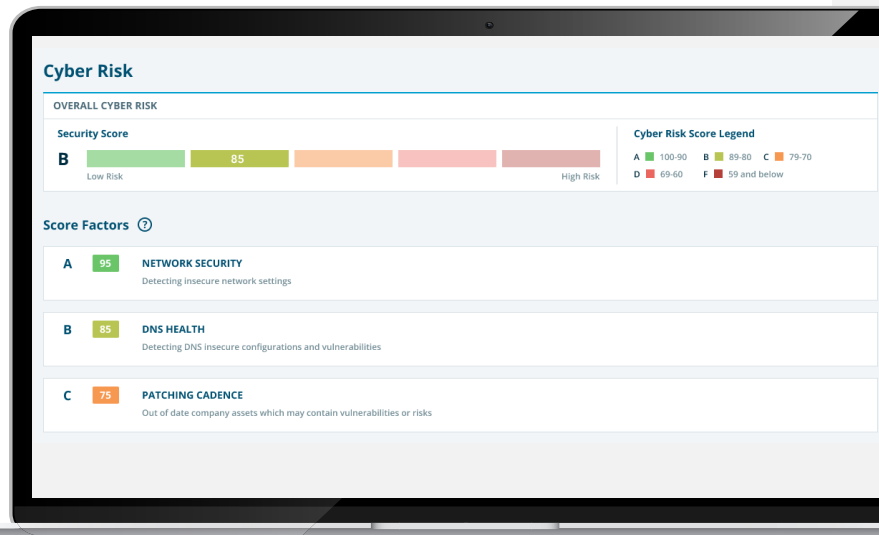 Cyber Risk
OVERALL CYBER RISK
Security Score
B 85
Low Risk High Risk
Cyber Risk Score Legend
A 100-90 B 89-80 C 79-70
D 69-60 F 59 and below
Score Factors ?
A 95 NETWORK SECURITY
Detecting insecure network settings
B 85 DNS HEALTH
Detecting DNS insecure configurations and vulnerabilities
C 75 PATCHING CADENCE
Out of date company assets which may contain vulnerabilities or risks